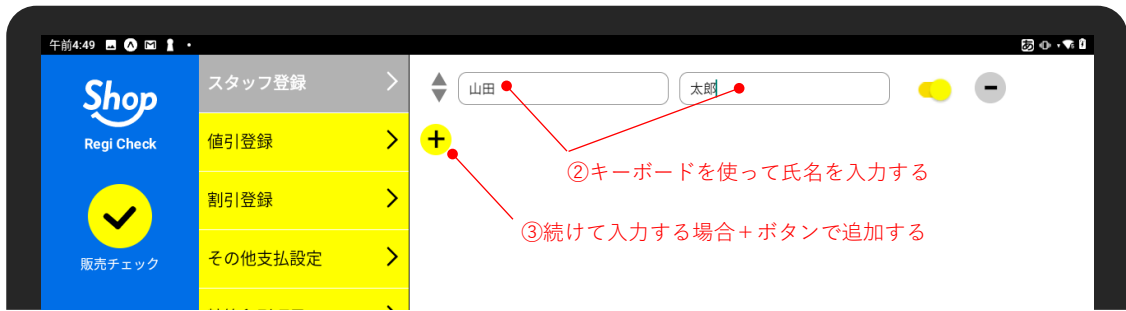 午前4:49
あ
Shop
Regi Check
販売チェック
スタッフ登録
値引登録
割引登録
その他支払設定
山田 太郎
②キーボードを使って氏名を入力する
③続けて入力する場合＋ボタンで追加する